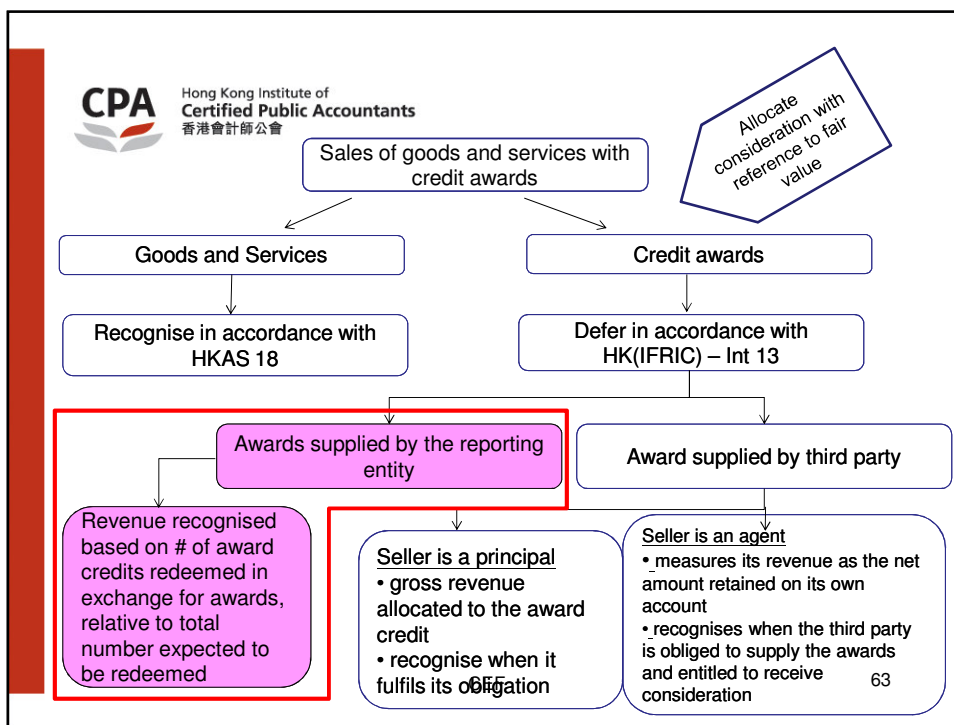 CPA
Hong Kong Institute of
Certified Public Accountants
香港會計師公會
Allocate
consideration with
reference to fair
value
Sales of goods and services with
credit awards
Goods and Services
Credit awards
Recognise in accordance with
HKAS 18
Defer in accordance with
HK(IFRIC) – Int 13
Awards supplied by the reporting
entity
Award supplied by third party
Revenue recognised
based on # of award
credits redeemed in
exchange for awards,
relative to total
number expected to
be redeemed
Seller is a principal
• gross revenue
allocated to the award
credit
• recognise when it
fulfils its obligation
Seller is an agent
• measures its revenue as the net
amount retained on its own
account
• recognises when the third party
is obliged to supply the awards
and entitled to receive
consideration
63